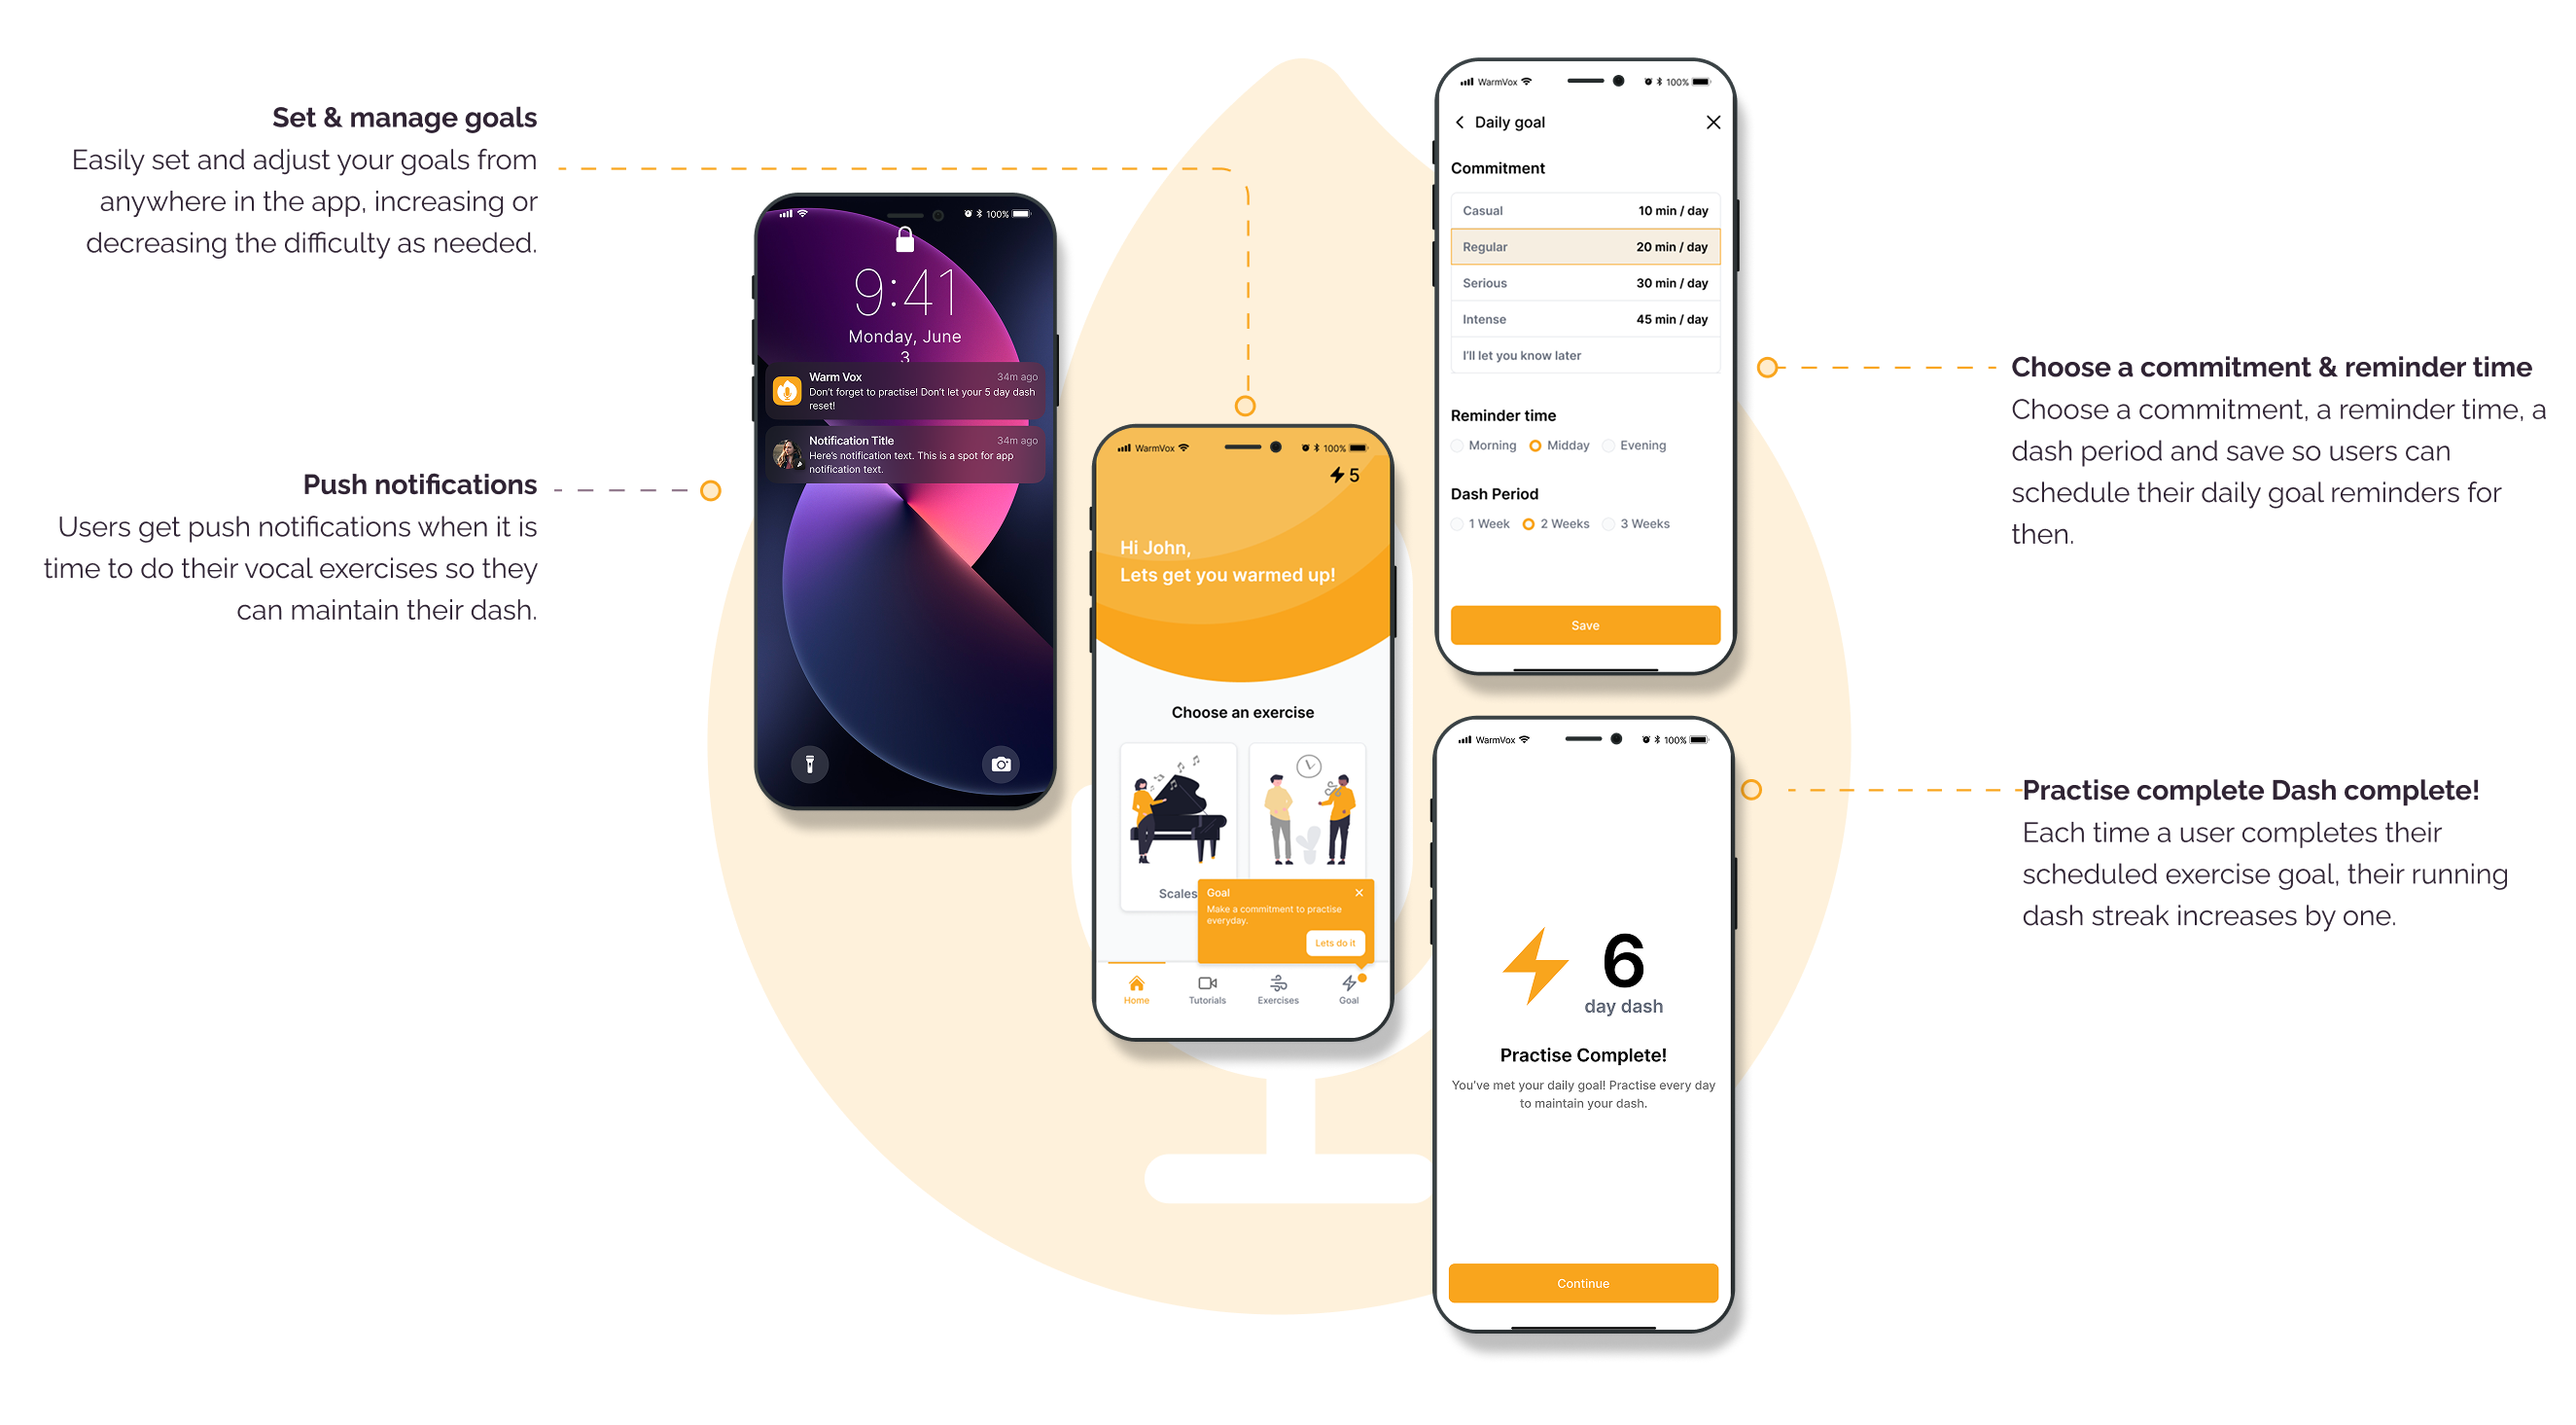 Set & manage goals
Easily set and adjust your goals from
anywhere in the app, increasing or
decreasing the difficulty as needed.
Push notifications
Users get push notifications when it is
time to do their vocal exercises so they
can maintain their dash.
100%
9:41
Monday, June
3
Warm Vox
34m ago
Don't forget to practise! Don't let your 5 day dash
reset!
Notification Title
34m ago
Here's notification text. This is a spot for app
notification text.
WarmVox
100%
5
Hi John,
Lets get you warmed up!
Choose an exercise
Scales
Goal
Make a commitment to practise
everyday.
Lets do it
Home
Tutorials
Exercises
Goal
WarmVox
100%
Daily goal
Commitment
Casual 10 min / day
Regular 20 min / day
Serious 30 min / day
Intense 45 min / day
I'll let you know later
Reminder time
Morning Midday Evening
Dash Period
1 Week 2 Weeks 3 Weeks
Save
WarmVox
100%
6
day dash
Practise Complete!
You've met your daily goal! Practise every day
to maintain your dash.
Continue
Choose a commitment & reminder time
Choose a commitment, a reminder time, a
dash period and save so users can
schedule their daily goal reminders for
then.
Practise complete Dash complete!
Each time a user completes their
scheduled exercise goal, their running
dash streak increases by one.